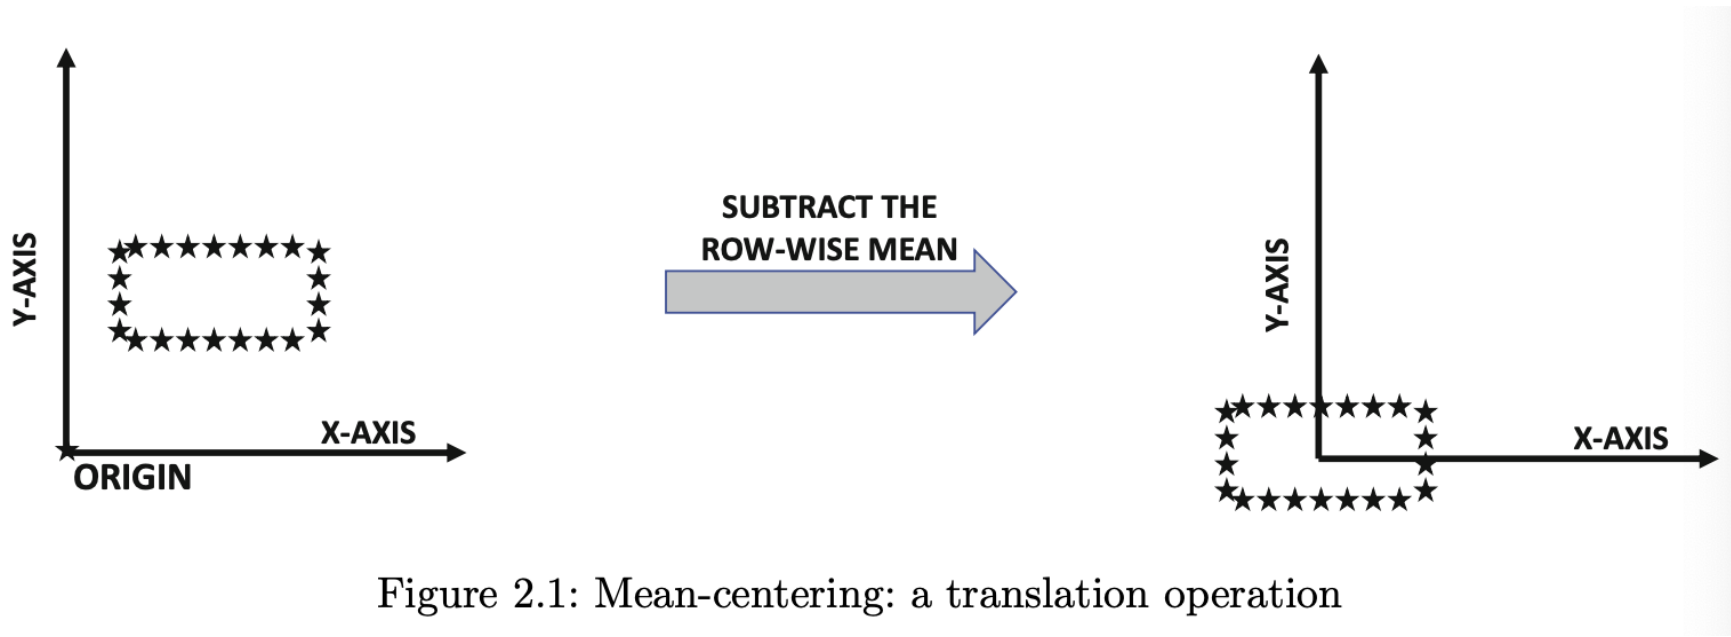 Y-AXIS
X-AXIS
ORIGIN
SUBTRACT THE
ROW-WISE MEAN
Y-AXIS
X-AXIS
Figure 2.1: Mean-centering: a translation operation